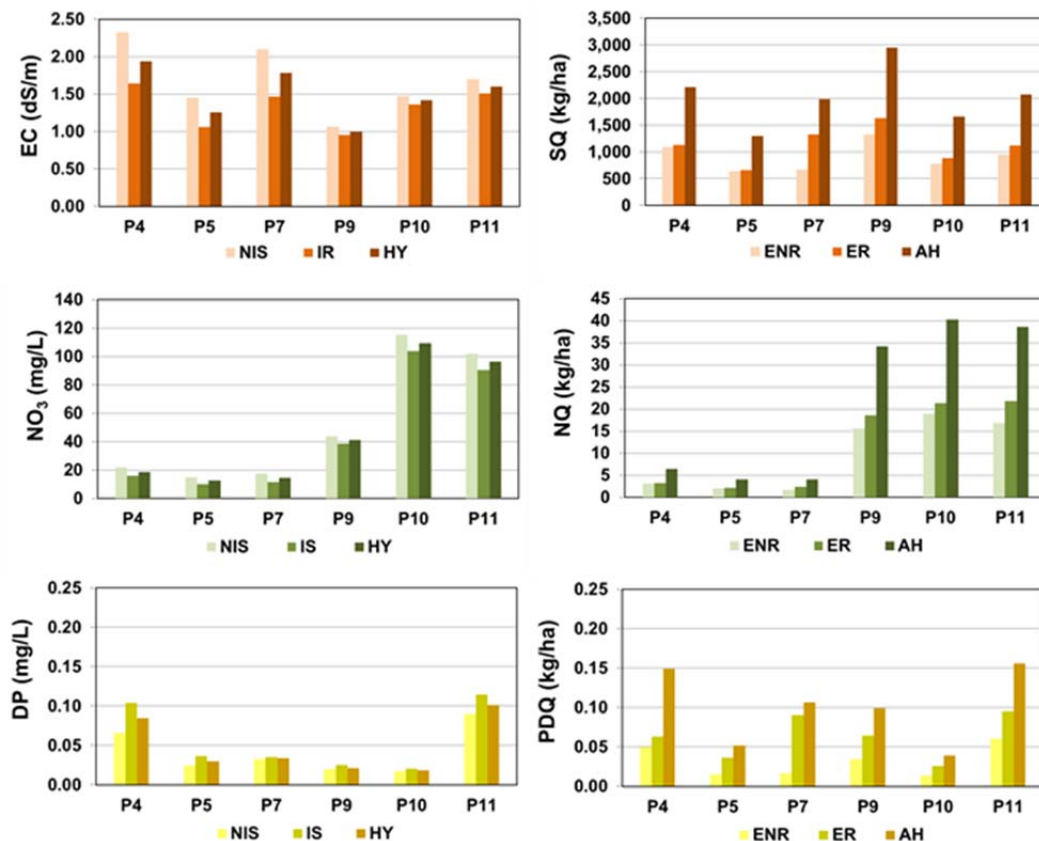 EC (dS/m)
2.50
2.00
1.50
1.00
0.50
0.00
P4 P5 P7 P9 P10 P11
NIS IR HY
SQ (kg/ha)
3,500
3,000
2,500
2,000
1,500
1,000
500
0
P4 P5 P7 P9 P10 P11
ENR ER AH
NO3 (mg/L)
140
120
100
80
60
40
20
0
P4 P5 P7 P9 P10 P11
NIS IS HY
NQ (kg/ha)
45
40
35
30
25
20
15
10
5
0
P4 P5 P7 P9 P10 P11
ENR ER AH
DP (mg/L)
0.25
0.20
0.15
0.10
0.05
0.00
P4 P5 P7 P9 P10 P11
NIS IS HY
PDQ (kg/ha)
0.25
0.20
0.15
0.10
0.05
0.00
P4 P5 P7 P9 P10 P11
ENR ER AH